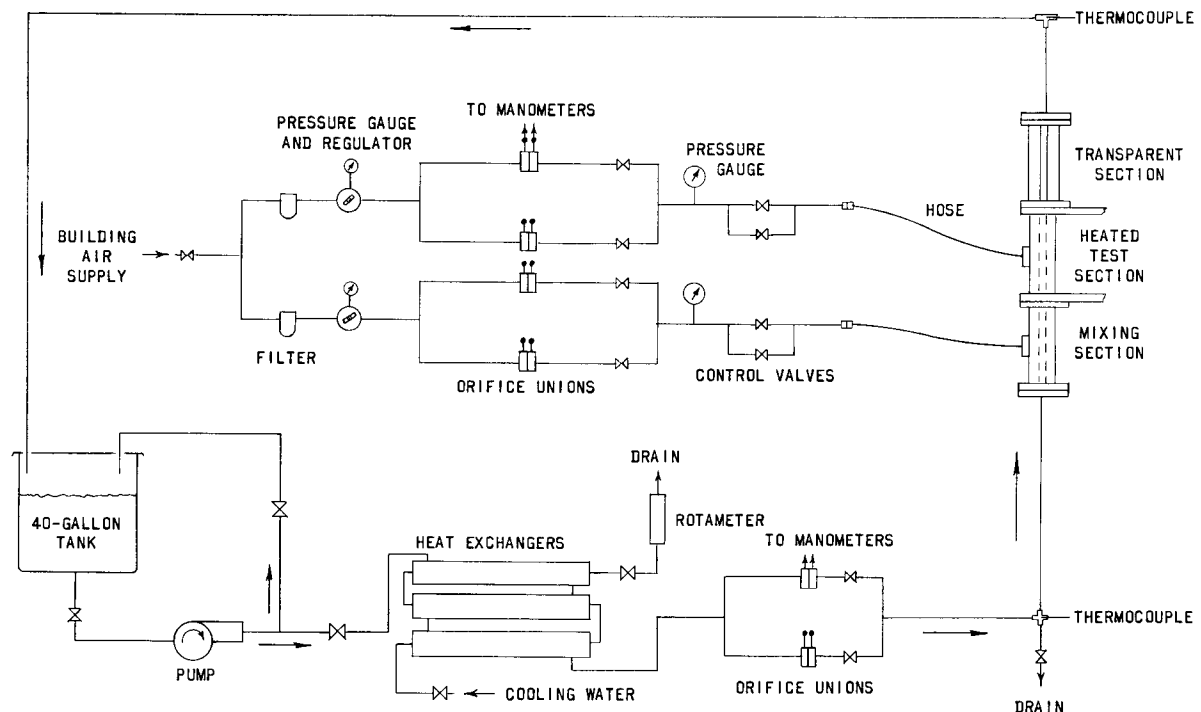 THERMOCOUPLE
TO MANOMETERS
PRESSURE GAUGE
AND REGULATOR
PRESSURE
GAUGE
TRANSPARENT
SECTION
HOSE
BUILDING
AIR
SUPPLY
HEATED
TEST
SECTION
FILTER
MIXING
SECTION
ORIFICE UNIONS
CONTROL VALVES
DRAIN
40-GALLON
TANK
ROTAMETER
HEAT EXCHANGERS
TO MANOMETERS
THERMOCOUPLE
PUMP
COOLING WATER
ORIFICE UNIONS
DRAIN